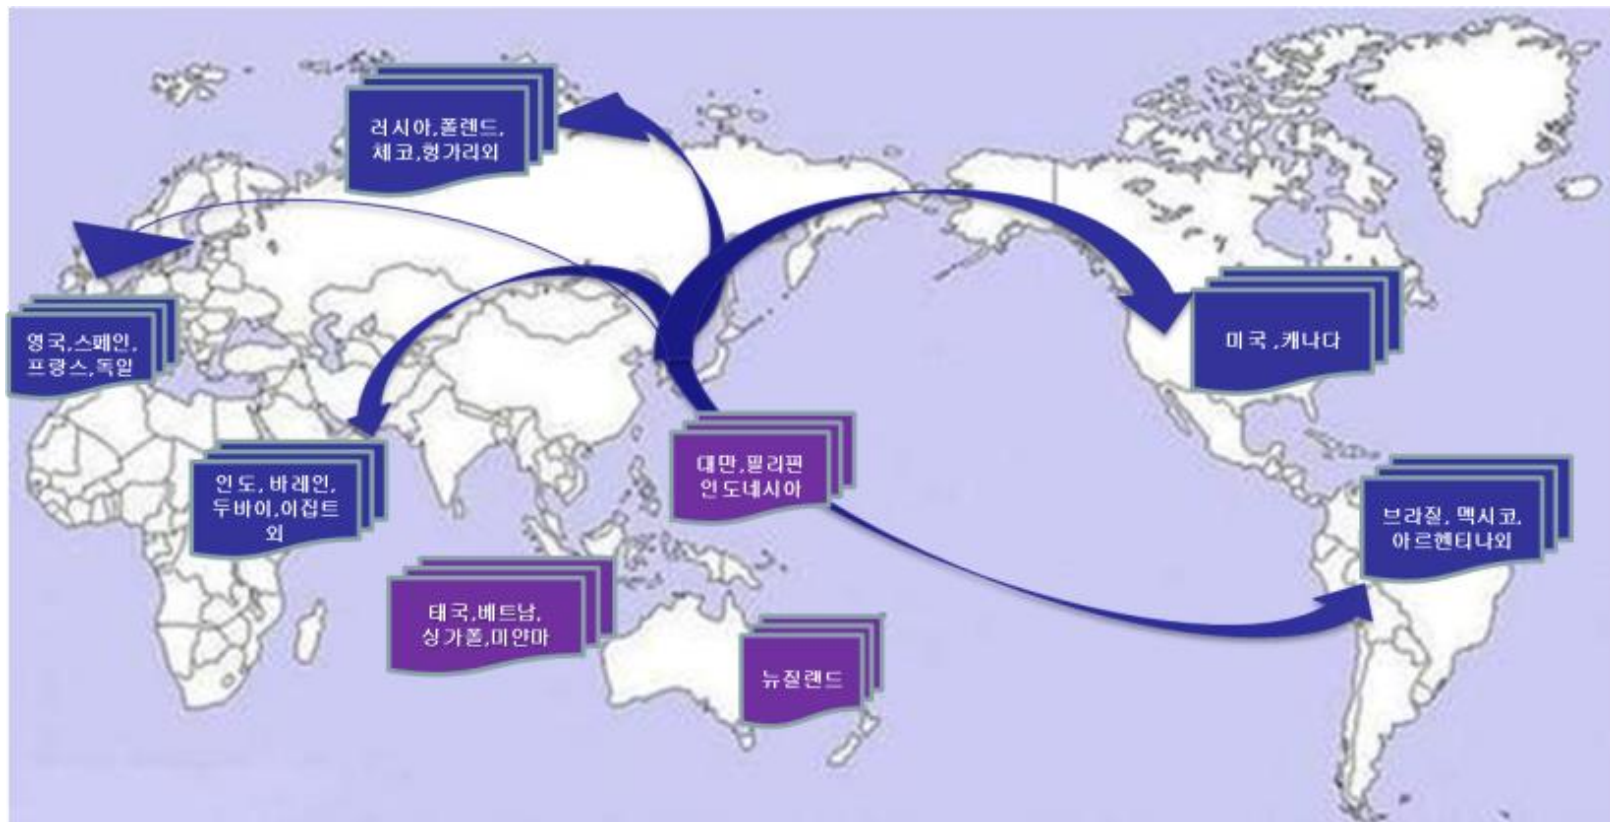 러시아,폴렌드,
체코,헝가리외
영국,스페인,
프랑스,독일
미국 ,캐나다
인도, 바레인,
두바이,이집트
외
대만,필리핀
인도네시아
브라질, 멕시코,
아르헨티나외
태국,베트남,
싱가폴,미얀마
뉴질랜드